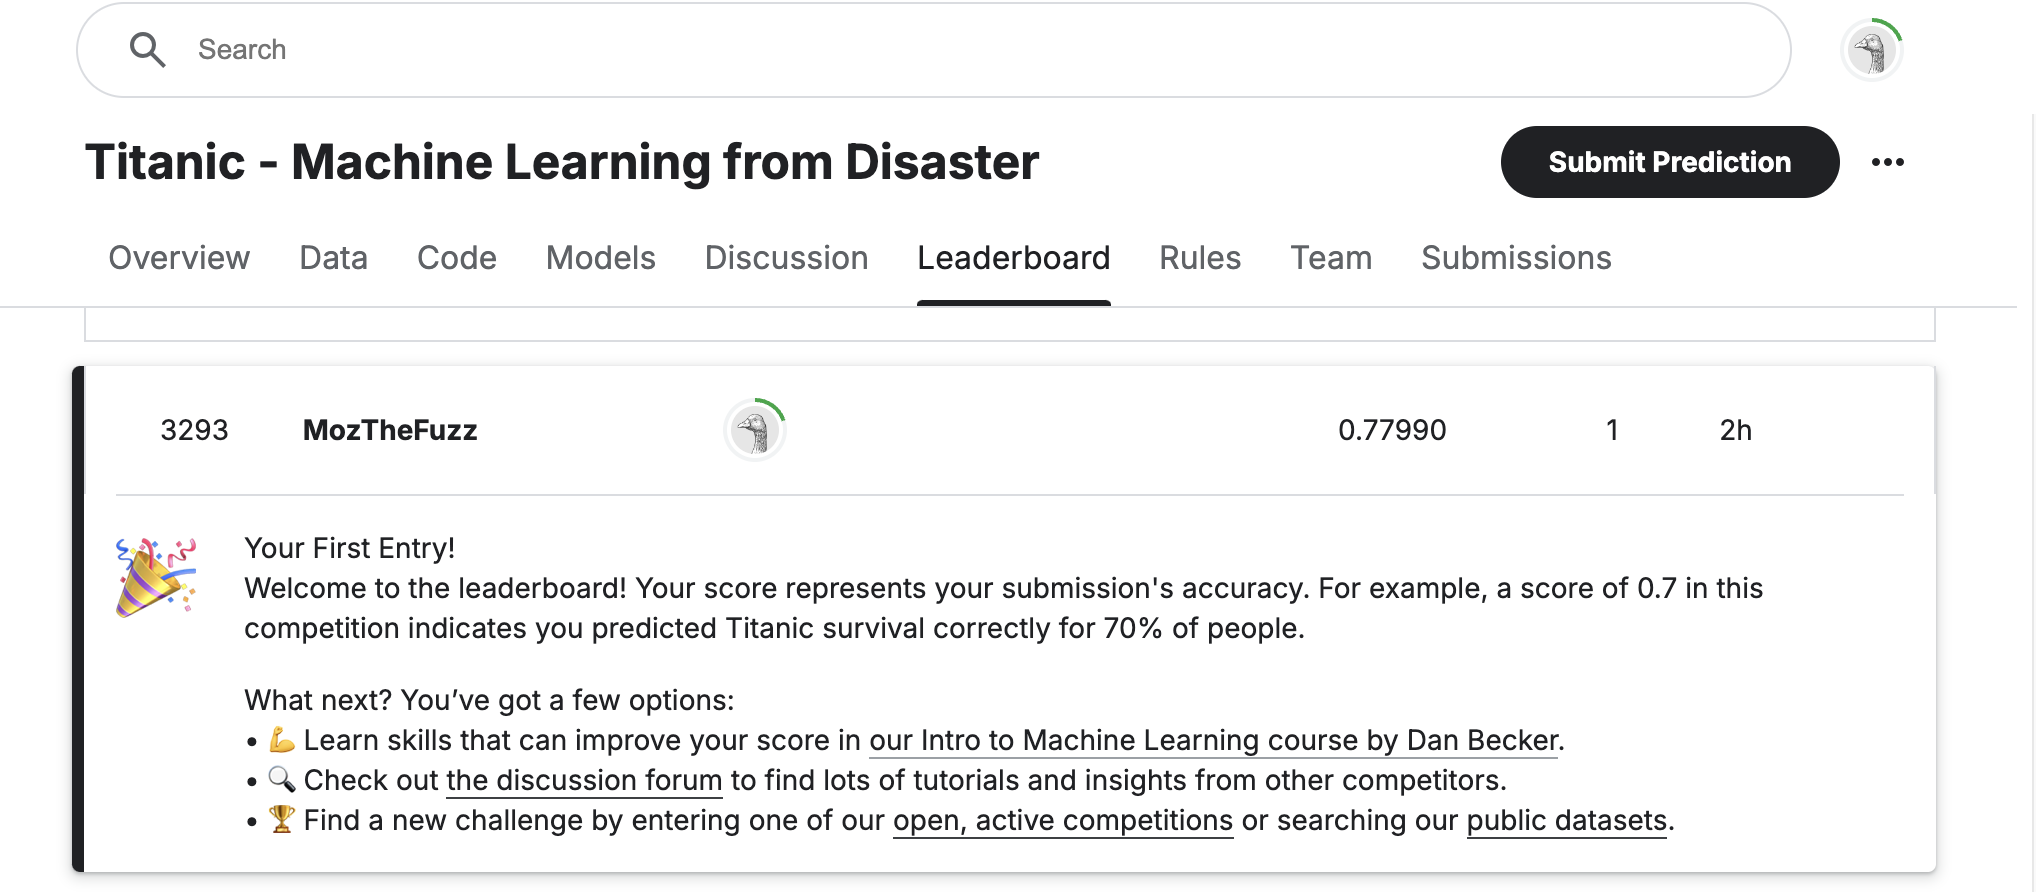 Search
Titanic - Machine Learning from Disaster
Submit Prediction
Overview Data Code Models Discussion Leaderboard Rules Team Submissions
3293 MozTheFuzz 0.77990 1 2h
Your First Entry!
Welcome to the leaderboard! Your score represents your submission's accuracy. For example, a score of 0.7 in this
competition indicates you predicted Titanic survival correctly for 70% of people.
What next? You’ve got a few options:
• 💪 Learn skills that can improve your score in our Intro to Machine Learning course by Dan Becker.
• 🔍 Check out the discussion forum to find lots of tutorials and insights from other competitors.
• 🏆 Find a new challenge by entering one of our open, active competitions or searching our public datasets.